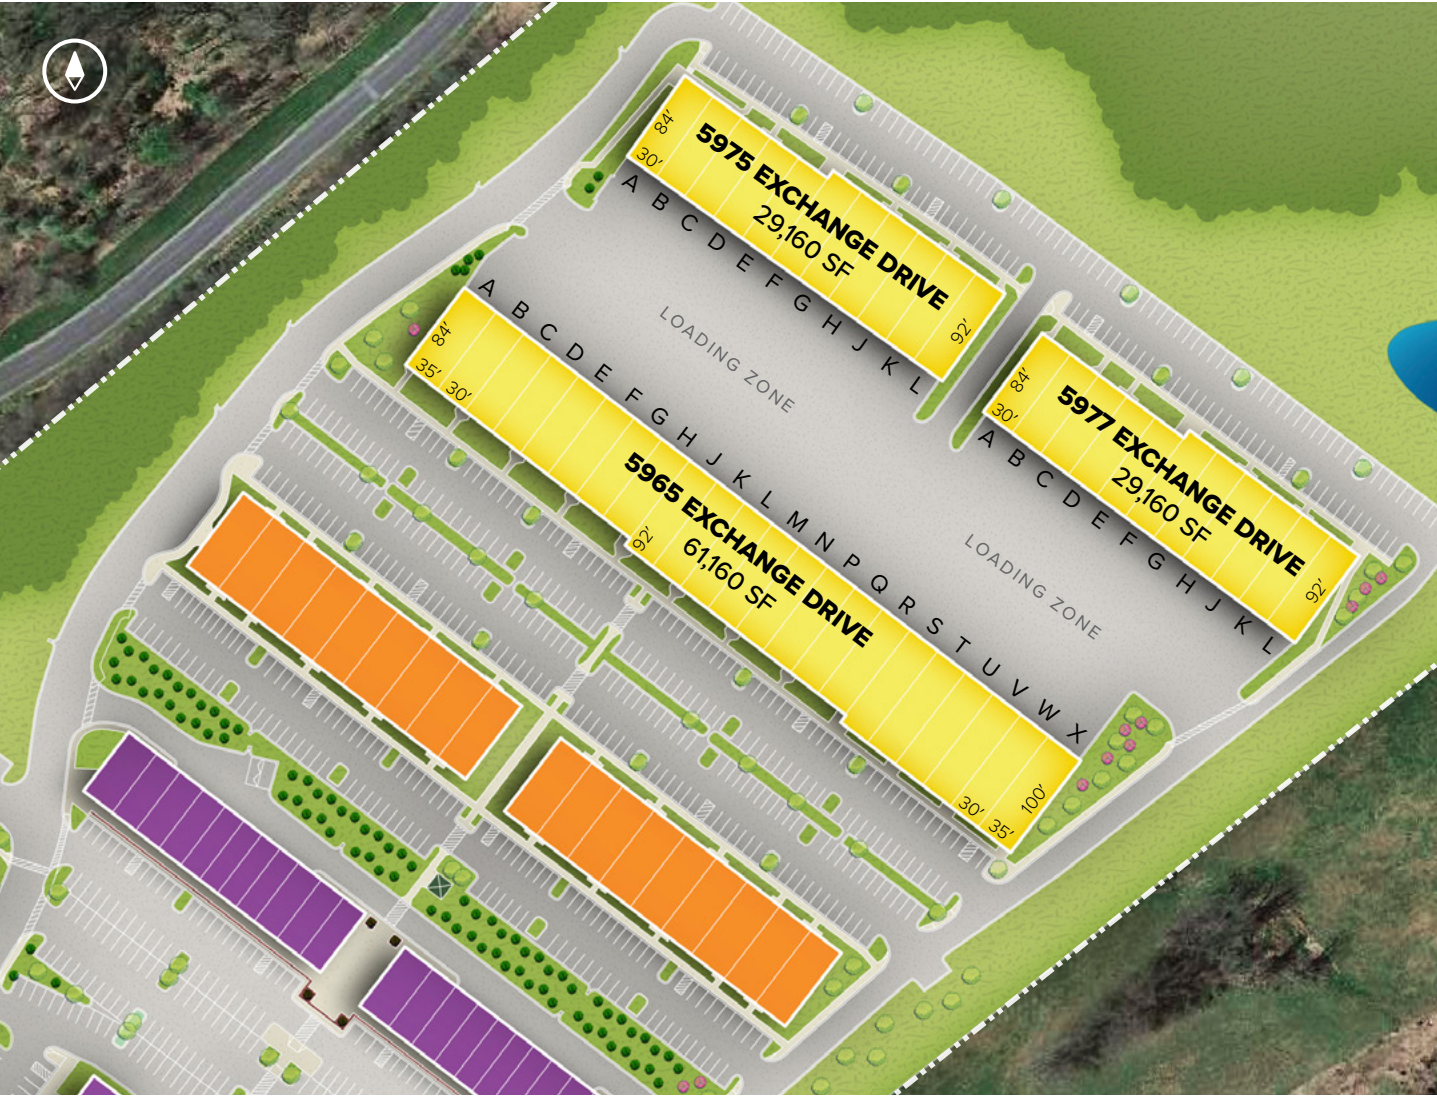 84'
30'
5975 EXCHANGE DRIVE
29,160 SF
92'
A B C D E F G H J K L
LOADING ZONE
84'
30'
5977 EXCHANGE DRIVE
29,160 SF
92'
A B C D E F G H J K L
LOADING ZONE
A B C D E F G H J K L M N P Q R S T U V W X
84'
35'
30'
5965 EXCHANGE DRIVE
61,160 SF
92'
30'
35'
100'